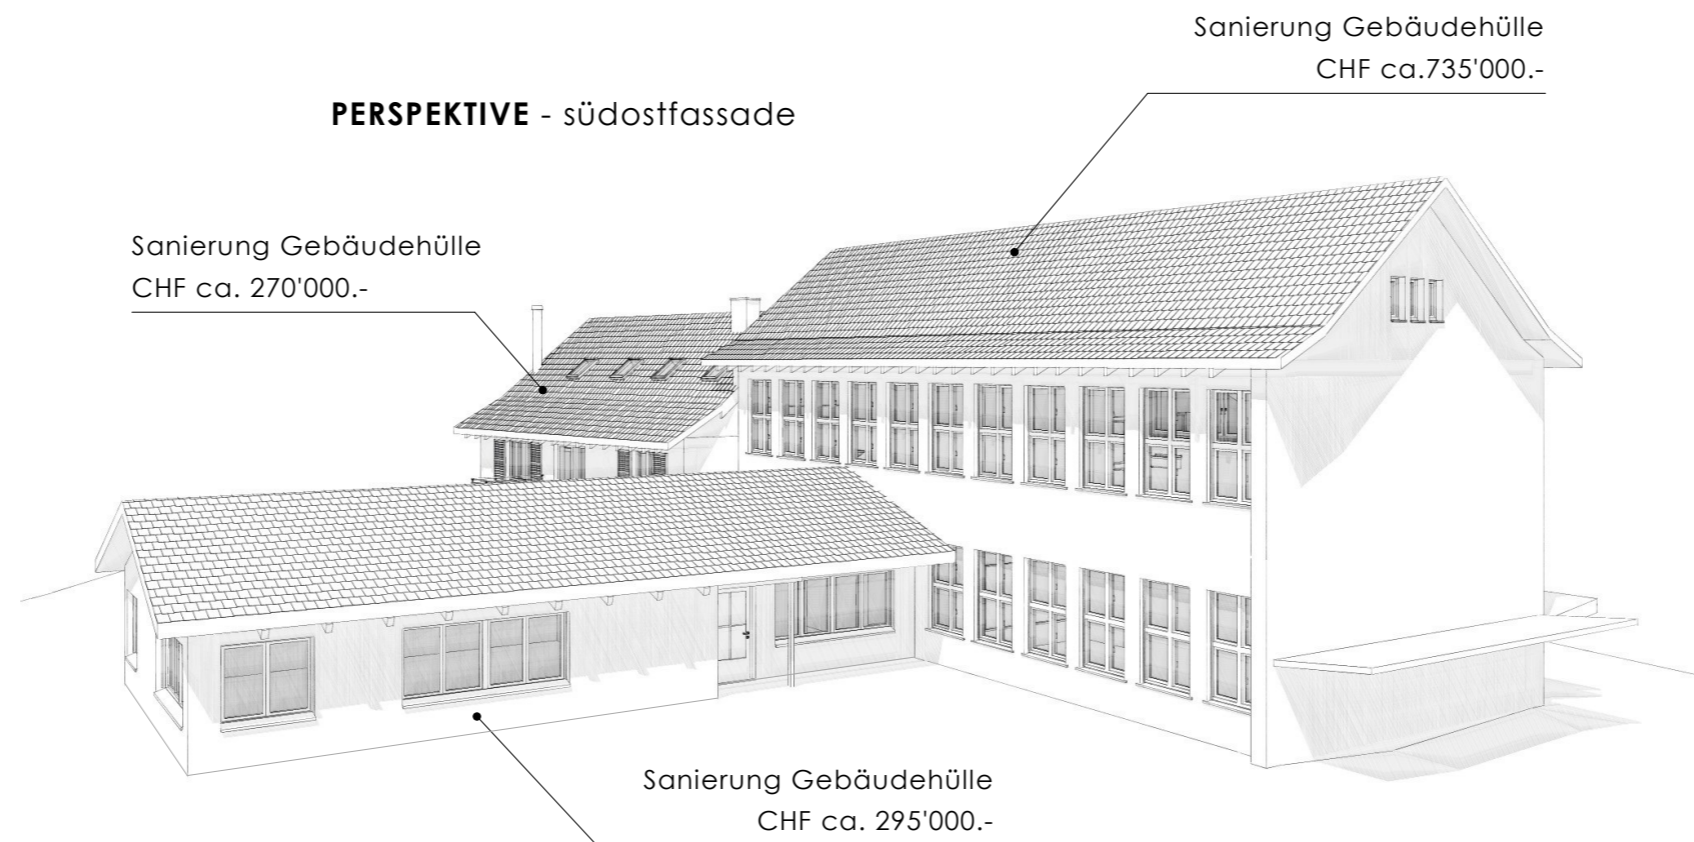 Sanierung Gebäudehülle
CHF ca.735'000.-
PERSPEKTIVE - südostfassade
Sanierung Gebäudehülle
CHF ca. 270'000.-
Sanierung Gebäudehülle
CHF ca. 295'000.-